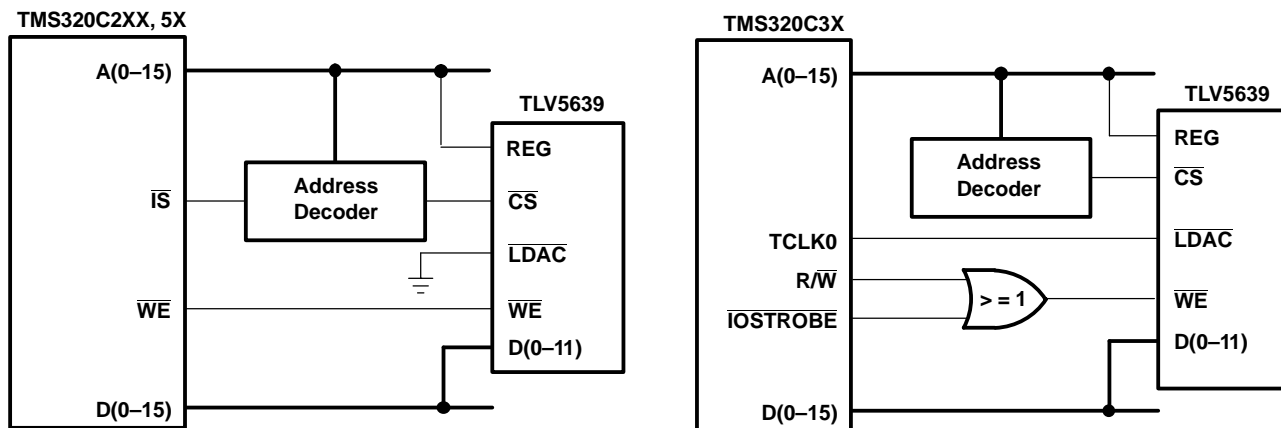 TMS320C2XX, 5X
A(0–15)
TLV5639
REG
Address
Decoder
IS
CS
LDAC
WE
WE
D(0–11)
D(0–15)
TMS320C3X
A(0–15)
TLV5639
REG
Address
Decoder
CS
TCLK0
LDAC
R/W
> = 1
WE
IOSTROBE
D(0–11)
D(0–15)